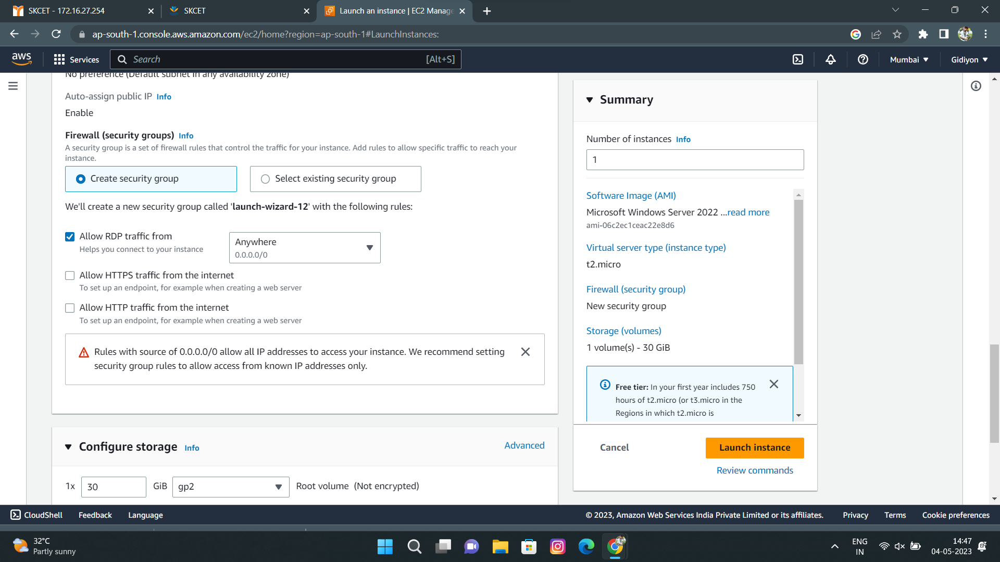 SKCET - 172.16.27.254
SKCET
Launch an instance | EC2 Manage
ap-south-1.console.aws.amazon.com/ec2/home?region=ap-south-1#LaunchInstances:
aws
Services
Search
[Alt+S]
Mumbai
Gidiyon
No preference (Default subnet in any availability zone)
Auto-assign public IP Info
Enable
Firewall (security groups) Info
A security group is a set of firewall rules that control the traffic for your instance. Add rules to allow specific traffic to reach your
instance.
Create security group
Select existing security group
We'll create a new security group called 'launch-wizard-12' with the following rules:
Allow RDP traffic from
Helps you connect to your instance
Anywhere
0.0.0.0/0
Allow HTTPS traffic from the internet
To set up an endpoint, for example when creating a web server
Allow HTTP traffic from the internet
To set up an endpoint, for example when creating a web server
Rules with source of 0.0.0.0/0 allow all IP addresses to access your instance. We recommend setting
security group rules to allow access from known IP addresses only.
Configure storage Info
Advanced
1x
30
GiB
gp2
Root volume (Not encrypted)
Summary
Number of instances Info
1
Software Image (AMI)
Microsoft Windows Server 2022 ...read more
ami-06c2ec1ceac22e8d6
Virtual server type (instance type)
t2.micro
Firewall (security group)
New security group
Storage (volumes)
1 volume(s) - 30 GiB
Free tier: In your first year includes 750
hours of t2.micro (or t3.micro in the
Regions in which t2.micro is
Cancel
Launch instance
Review commands
CloudShell
Feedback
Language
© 2023, Amazon Web Services India Private Limited or its affiliates.
Privacy
Terms
Cookie preferences
32°C
Partly sunny
ENG
IN
14:47
04-05-2023